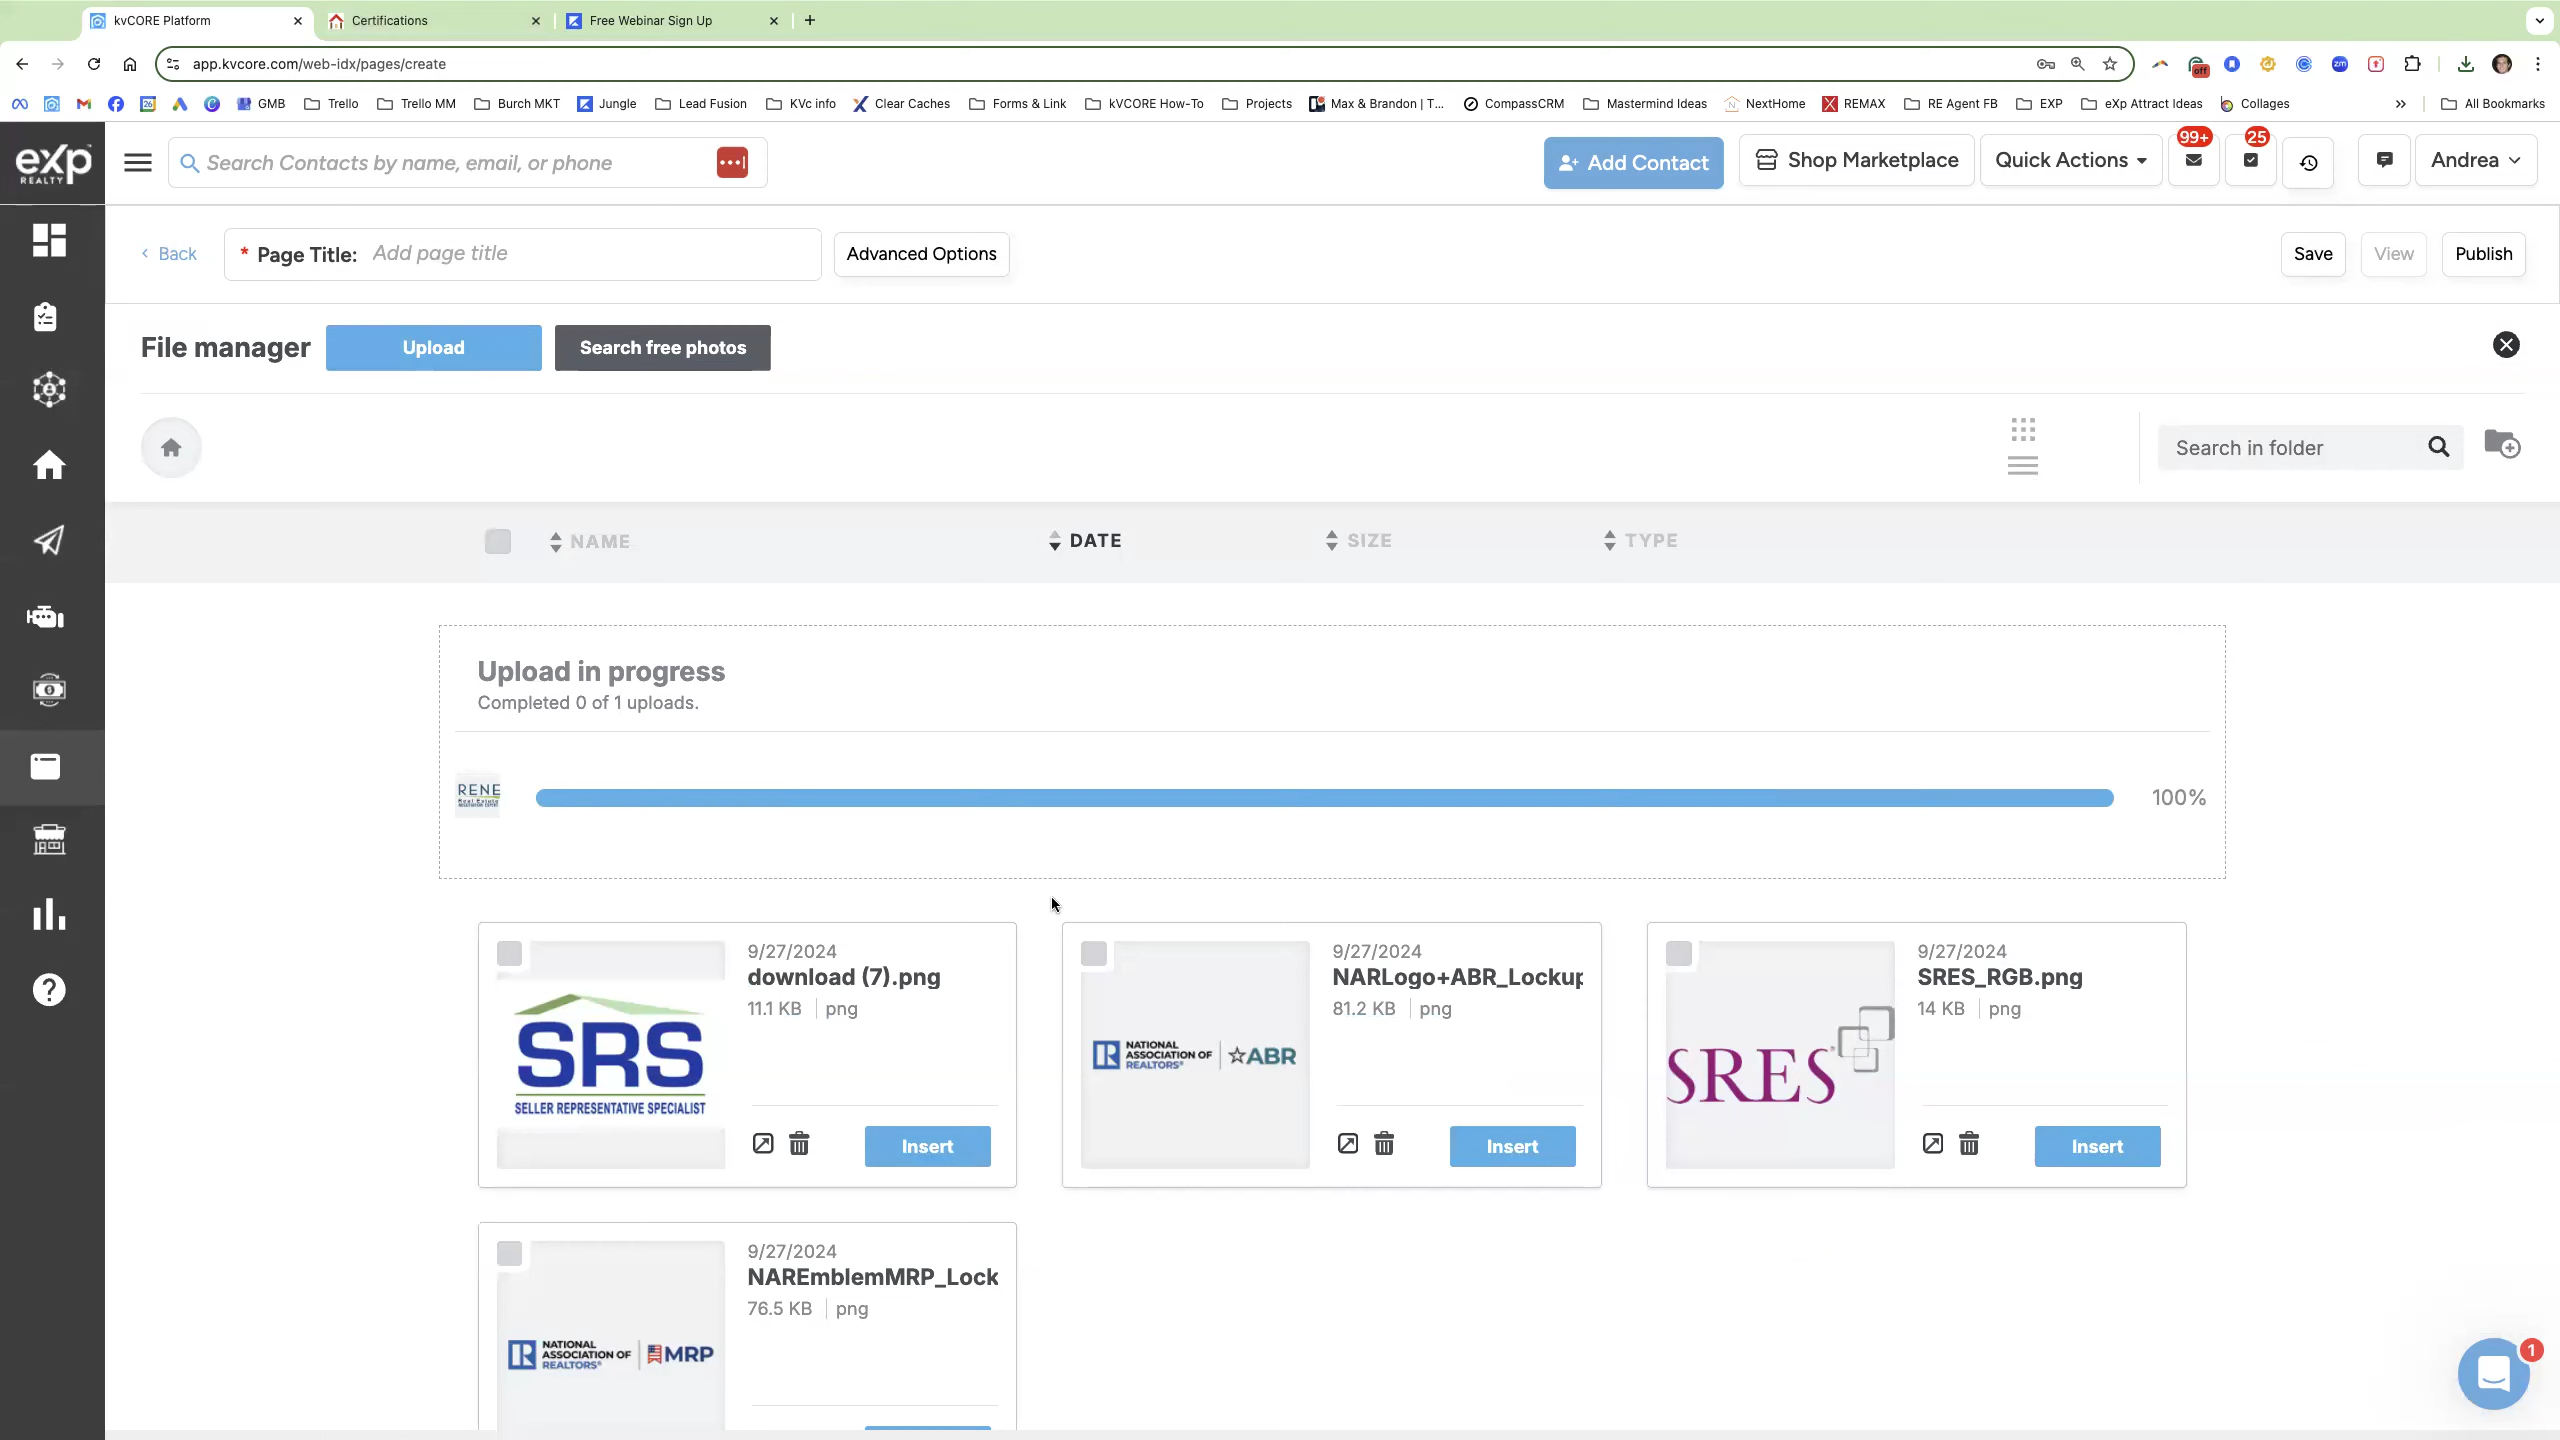 kvCORE Platform
Certifications
Free Webinar Sign Up
app.kvcore.com/web-idx/pages/create
off
GMB
Trello
Trello MM
Burch MKT
Jungle
Lead Fusion
KVc info
Clear Caches
Forms & Link
kVCORE How-To
Projects
Max & Brandon | T...
CompassCRM
Mastermind Ideas
NextHome
REMAX
RE Agent FB
EXP
eXp Attract Ideas
Collages
All Bookmarks
eXp
REALTY
Search Contacts by name, email, or phone
Add Contact
Shop Marketplace
Quick Actions
99+
25
Andrea
Back
* Page Title: Add page title
Advanced Options
Save
View
Publish
File manager
Upload
Search free photos
Search in folder
NAME
DATE
SIZE
TYPE
Upload in progress
Completed 0 of 1 uploads.
RENE
Real Estate
100%
9/27/2024
download (7).png
11.1 KB png
SRS
SELLER REPRESENTATIVE SPECIALIST
Insert
9/27/2024
NARLogo+ABR_Lockup
81.2 KB png
NATIONAL
ASSOCIATION OF
REALTORS®
ABR
Insert
9/27/2024
SRES_RGB.png
14 KB png
SRES®
Insert
9/27/2024
NAREmblemMRP_Lock
76.5 KB png
NATIONAL
ASSOCIATION OF
REALTORS®
MRP
1